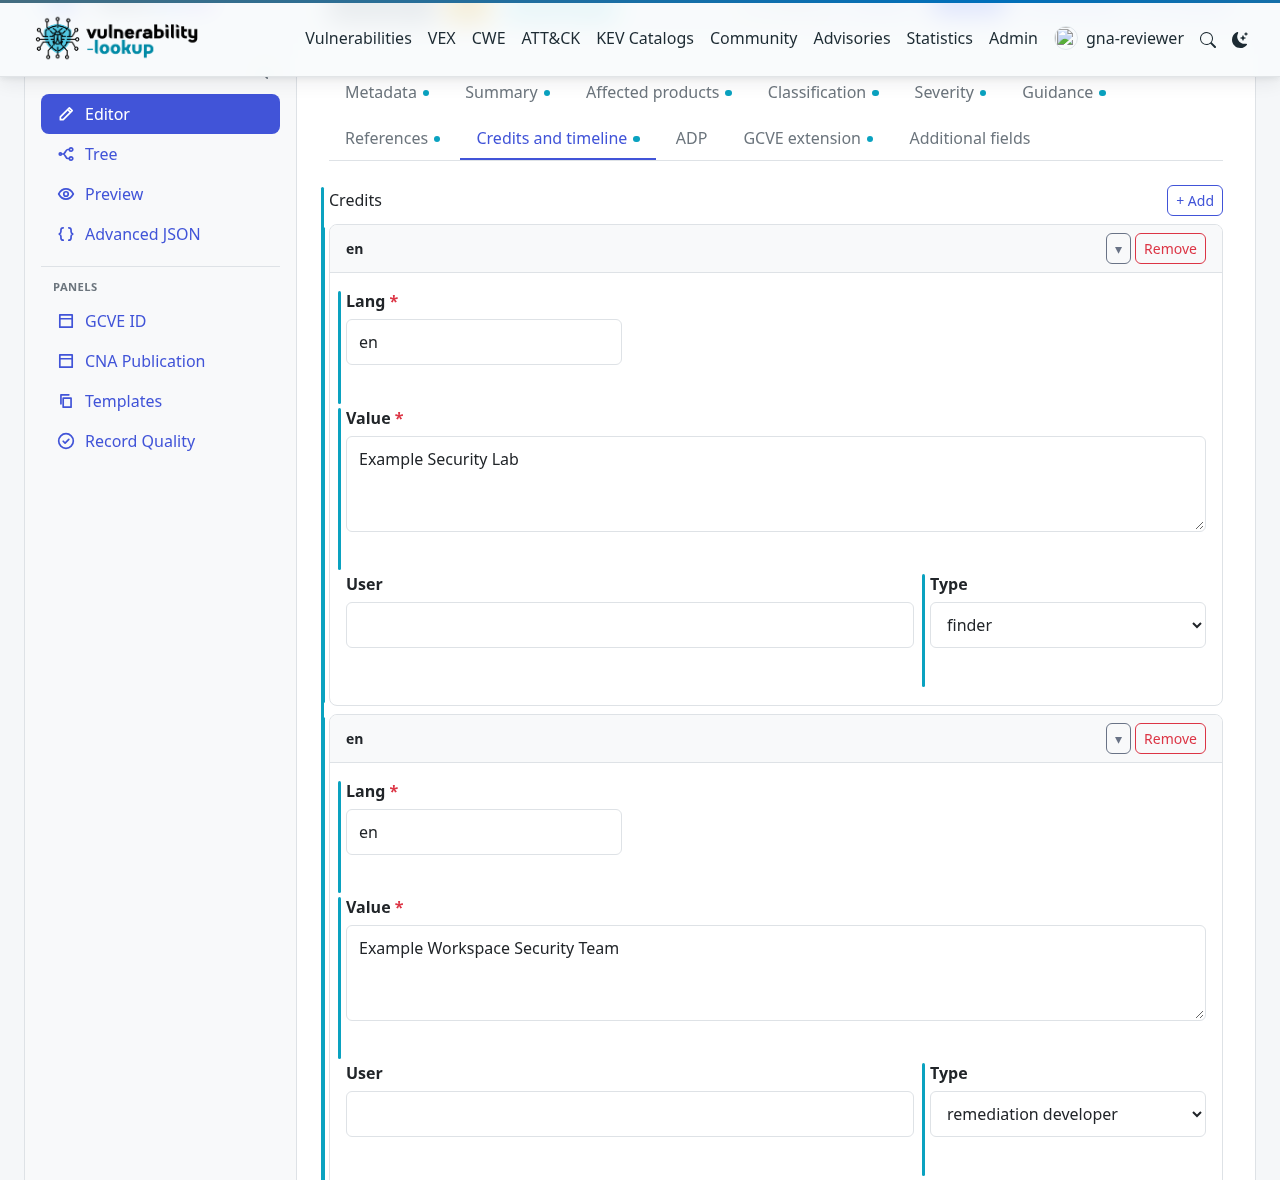 vulnerability
-lookup
Vulnerabilities VEX CWE ATT&CK KEV Catalogs Community Advisories Statistics Admin gna-reviewer
Metadata Summary Affected products Classification Severity Guidance
References Credits and timeline ADP GCVE extension Additional fields
Editor
Tree
Preview
Advanced JSON
PANELS
GCVE ID
CNA Publication
Templates
Record Quality
Credits + Add
en ▾ Remove
Lang *
en
Value *
Example Security Lab
User Type
finder
en ▾ Remove
Lang *
en
Value *
Example Workspace Security Team
User Type
remediation developer